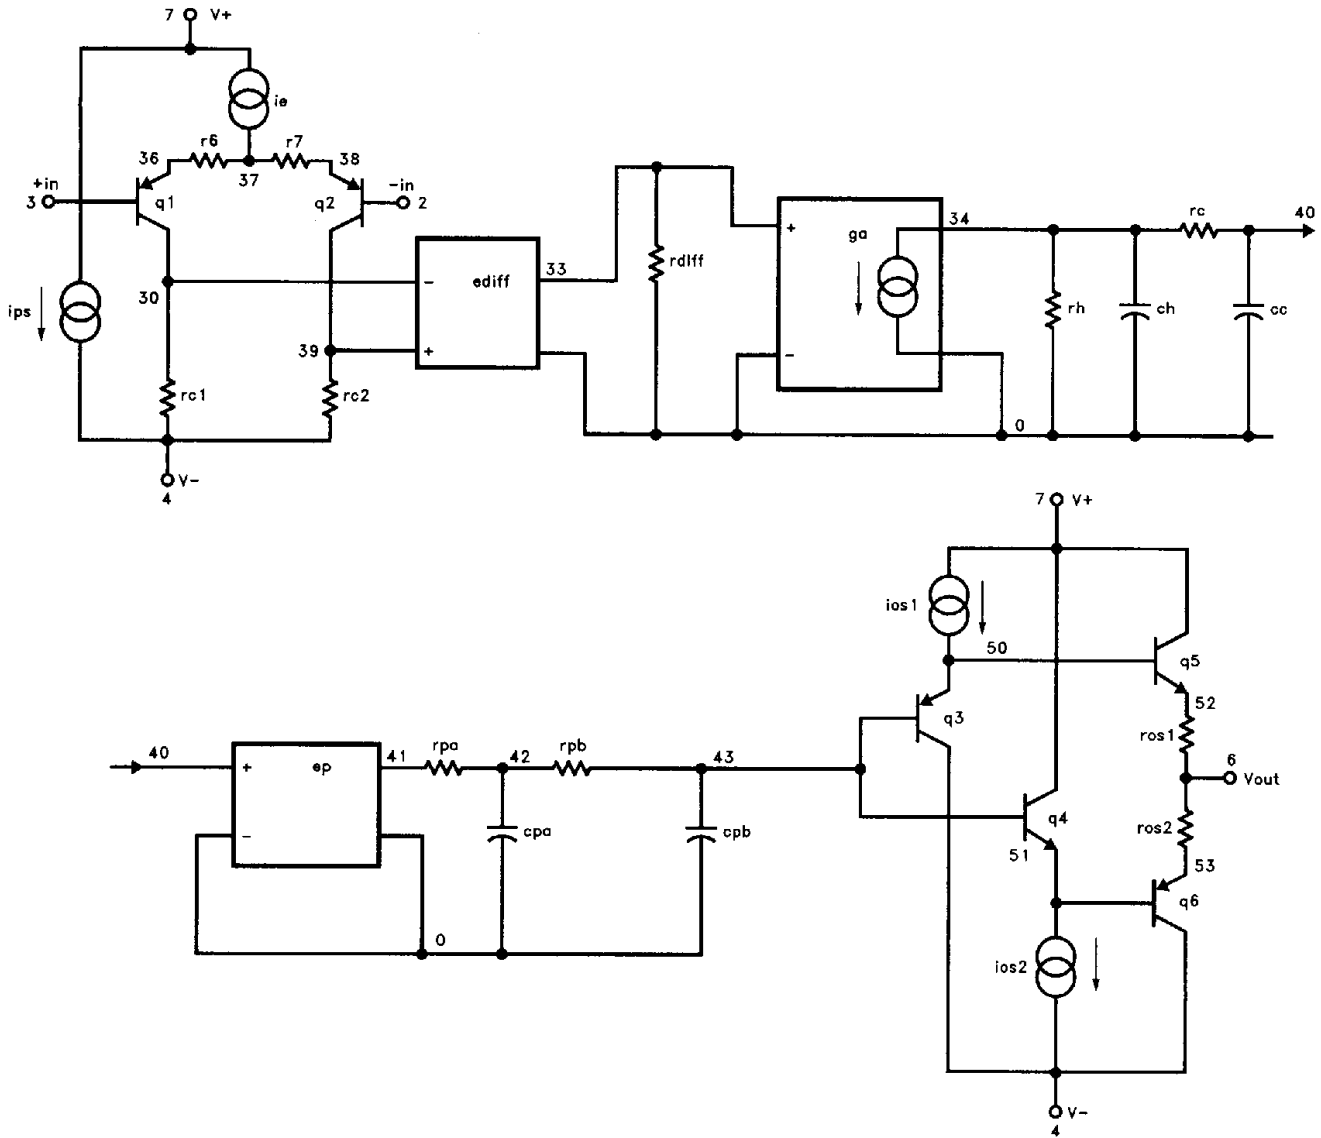 7 V+
ie
r6 r7
36 38
37
+in -in
3 q1 q2 2
ediff 33
30
ips
39
rc1 rc2
V-
4
rdiff
+ ga 34 rc 40
- +
rh ch cc
-
0
7 V+
ios1
50
q5
q3 52
ros1
40 + ep 41 rpa 42 rpb 43
6
Vout
-
cpa cpb
q4
ros2
51
53
q6
0
ios2
V-
4